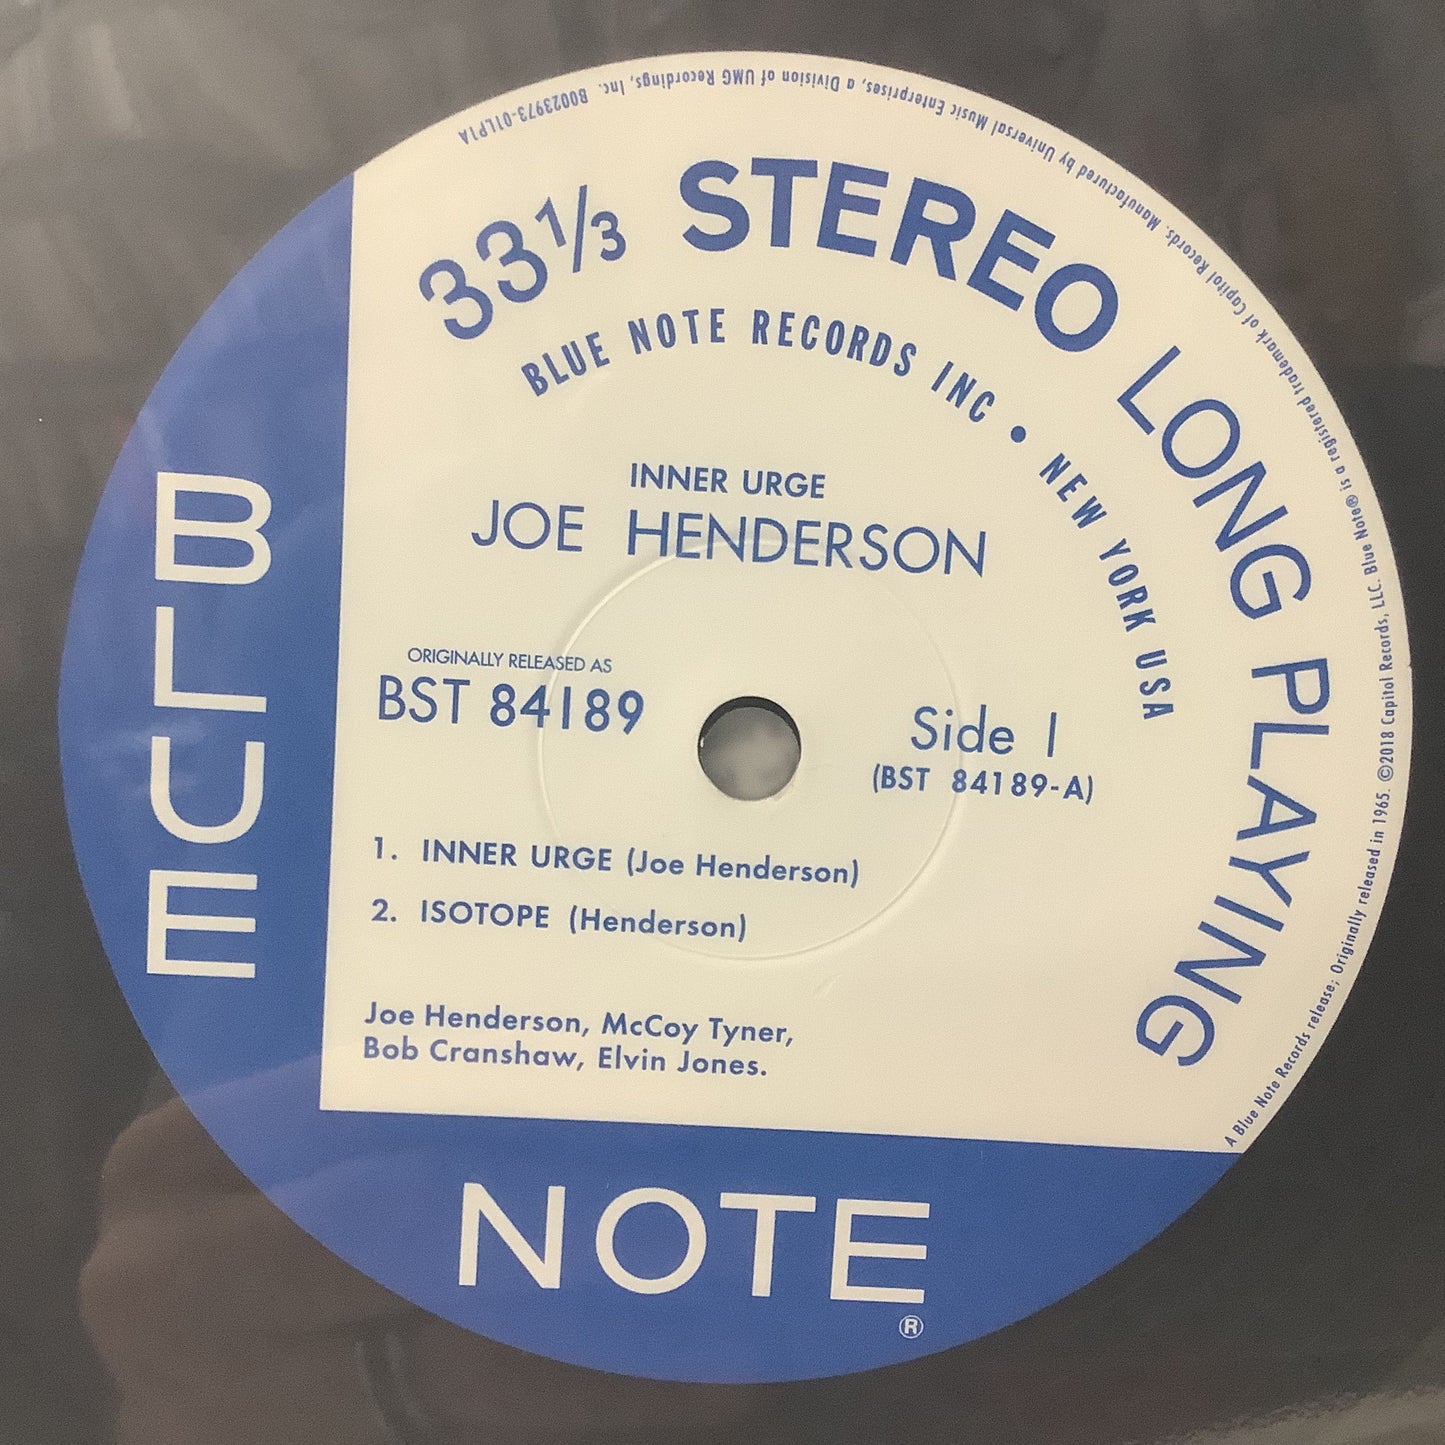 33⅓ STEREO LONG PLAYING
BLUE NOTE RECORDS INC • NEW YORK USA
INNER URGE
JOE HENDERSON
ORIGINALLY RELEASED AS
BST 84189
Side 1
(BST 84189-A)
1. INNER URGE (Joe Henderson)
2. ISOTOPE (Henderson)
Joe Henderson, McCoy Tyner,
Bob Cranshaw, Elvin Jones.
BLUE
NOTE
®
A Blue Note Records release; Originally released in 1965. ©2018 Capitol Records, LLC. Blue Note® is a registered trademark of Capitol Records. Manufactured by Universal Music Enterprises, a Division of UMG Recordings, Inc. B0023973-01LP1A